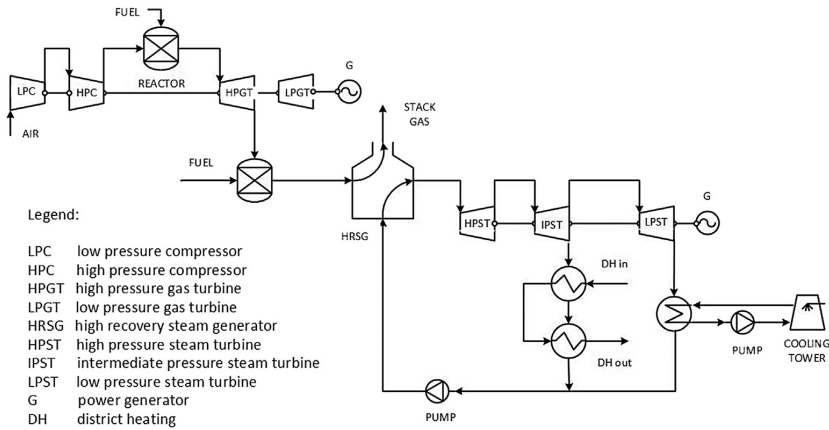 FUEL
G
LPC
HPC
REACTOR
HPGT
LPGT
AIR
STACK
GAS
FUEL
HRSG
G
HPST
IPST
LPST
DH in
DH out
PUMP
COOLING
TOWER
PUMP
Legend:
LPC low pressure compressor
HPC high pressure compressor
HPGT high pressure gas turbine
LPGT low pressure gas turbine
HRSG high recovery steam generator
HPST high pressure steam turbine
IPST intermediate pressure steam turbine
LPST low pressure steam turbine
G power generator
DH district heating